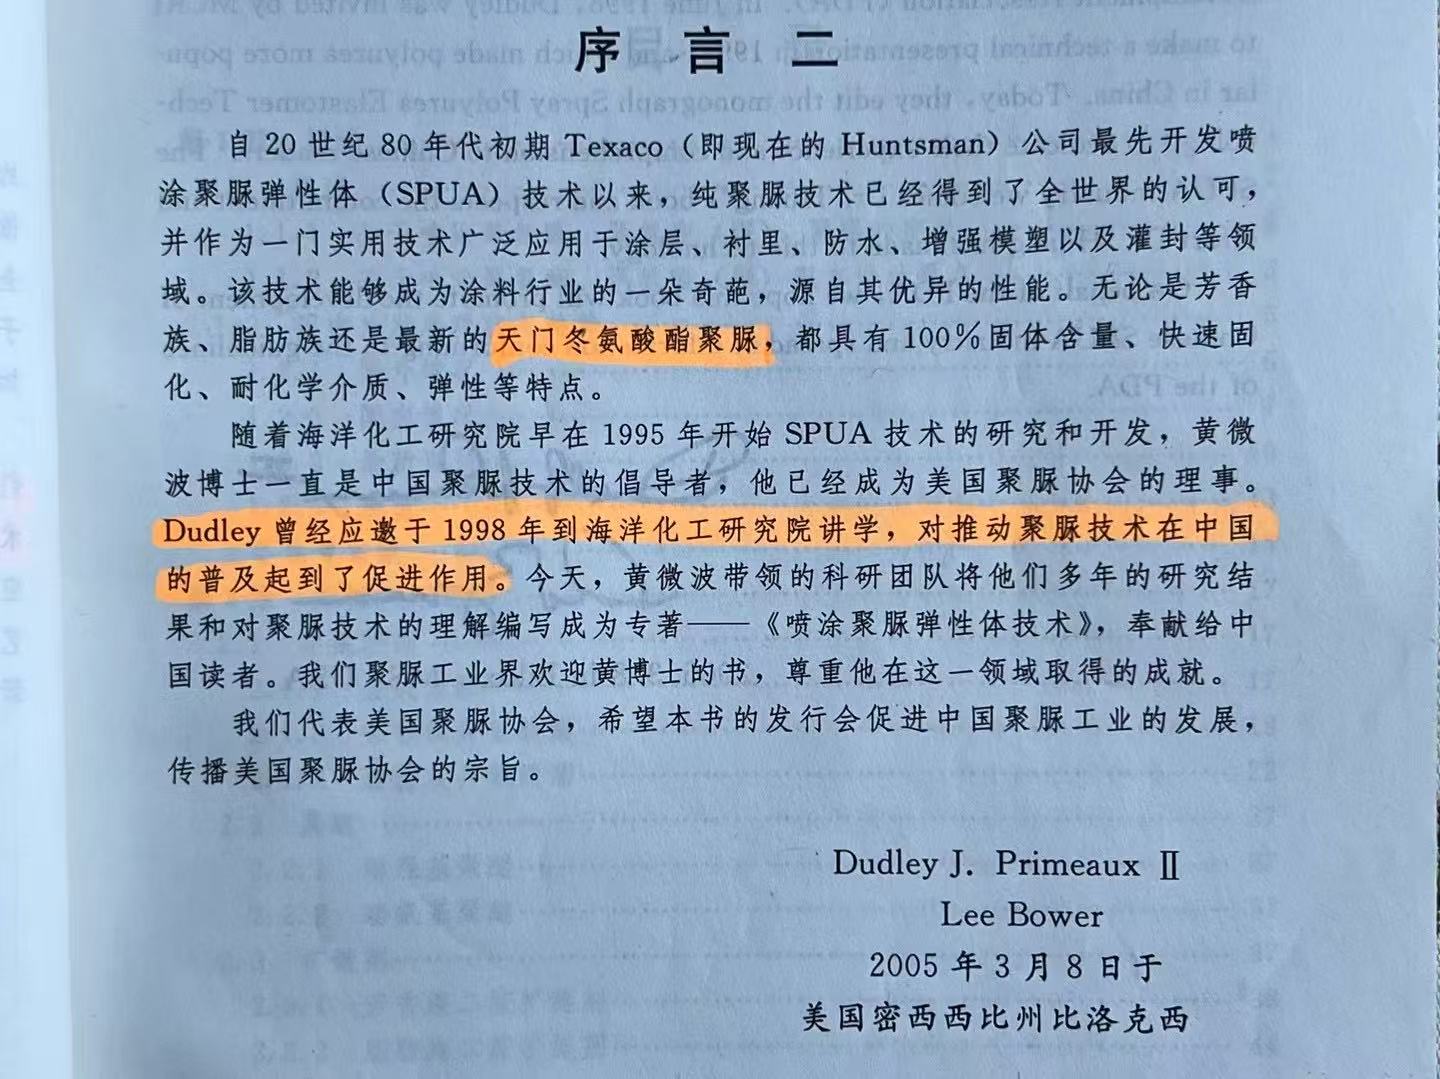 序言二
自 20 世纪 80 年代初期 Texaco（即现在的 Huntsman）公司最先开发喷
涂聚脲弹性体（SPUA）技术以来，纯聚脲技术已经得到了全世界的认可，
并作为一门实用技术广泛应用于涂层、衬里、防水、增强模塑以及灌封等领
域。该技术能够成为涂料行业的一朵奇葩，源自其优异的性能。无论是芳香
族、脂肪族还是最新的天门冬氨酸酯聚脲，都具有 100％固体含量、快速固
化、耐化学介质、弹性等特点。
随着海洋化工研究院早在 1995 年开始 SPUA 技术的研究和开发，黄微
波博士一直是中国聚脲技术的倡导者，他已经成为美国聚脲协会的理事。
Dudley 曾经应邀于 1998 年到海洋化工研究院讲学，对推动聚脲技术在中国
的普及起到了促进作用。今天，黄微波带领的科研团队将他们多年的研究结
果和对聚脲技术的理解编写成为专著——《喷涂聚脲弹性体技术》，奉献给中
国读者。我们聚脲工业界欢迎黄博士的书，尊重他在这一领域取得的成就。
我们代表美国聚脲协会，希望本书的发行会促进中国聚脲工业的发展，
传播美国聚脲协会的宗旨。
Dudley J. Primeaux Ⅱ
Lee Bower
2005 年 3 月 8 日于
美国密西西比州比洛克西